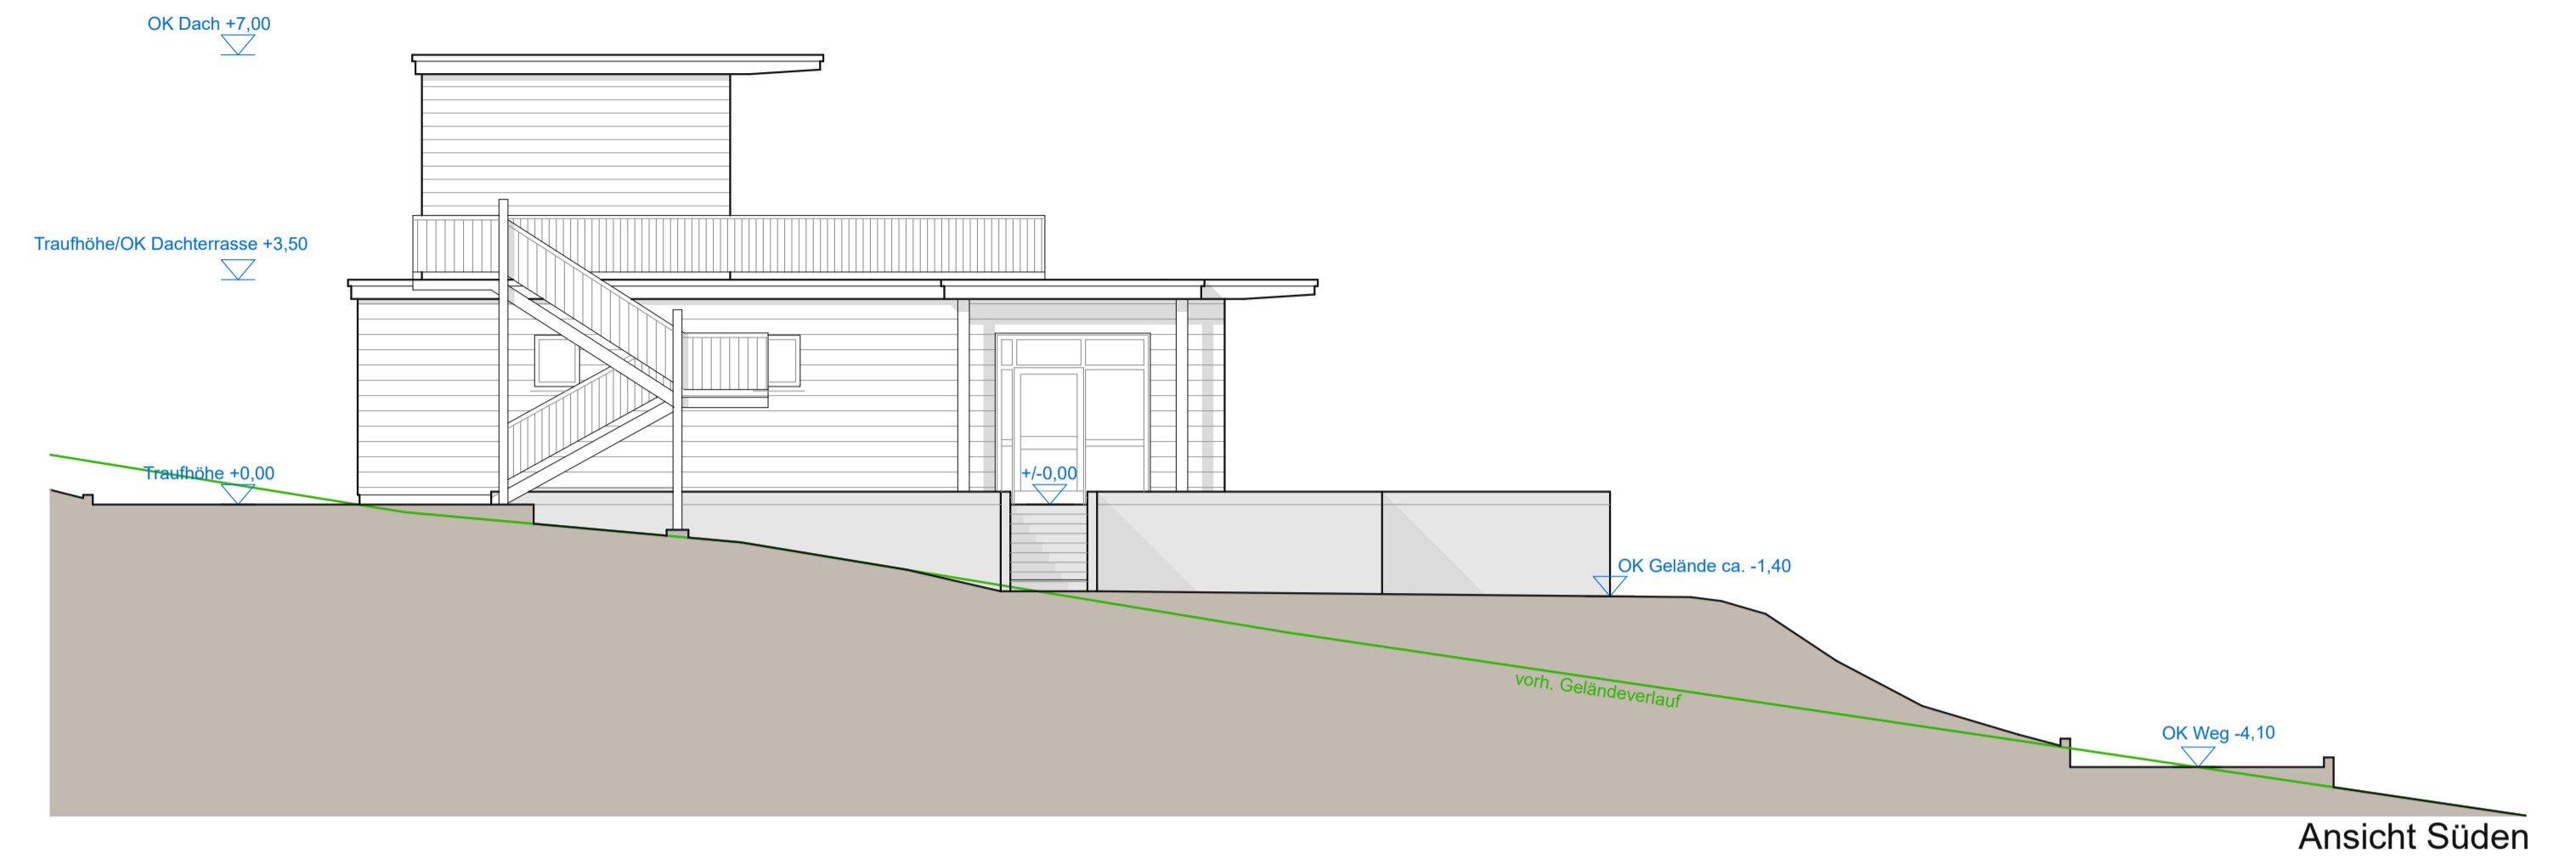 OK Dach +7,00
Traufhöhe/OK Dachterrasse +3,50
Traufhöhe +0,00
+/-0,00
OK Gelände ca. -1,40
vorh. Geländeverlauf
OK Weg -4,10
Ansicht Süden